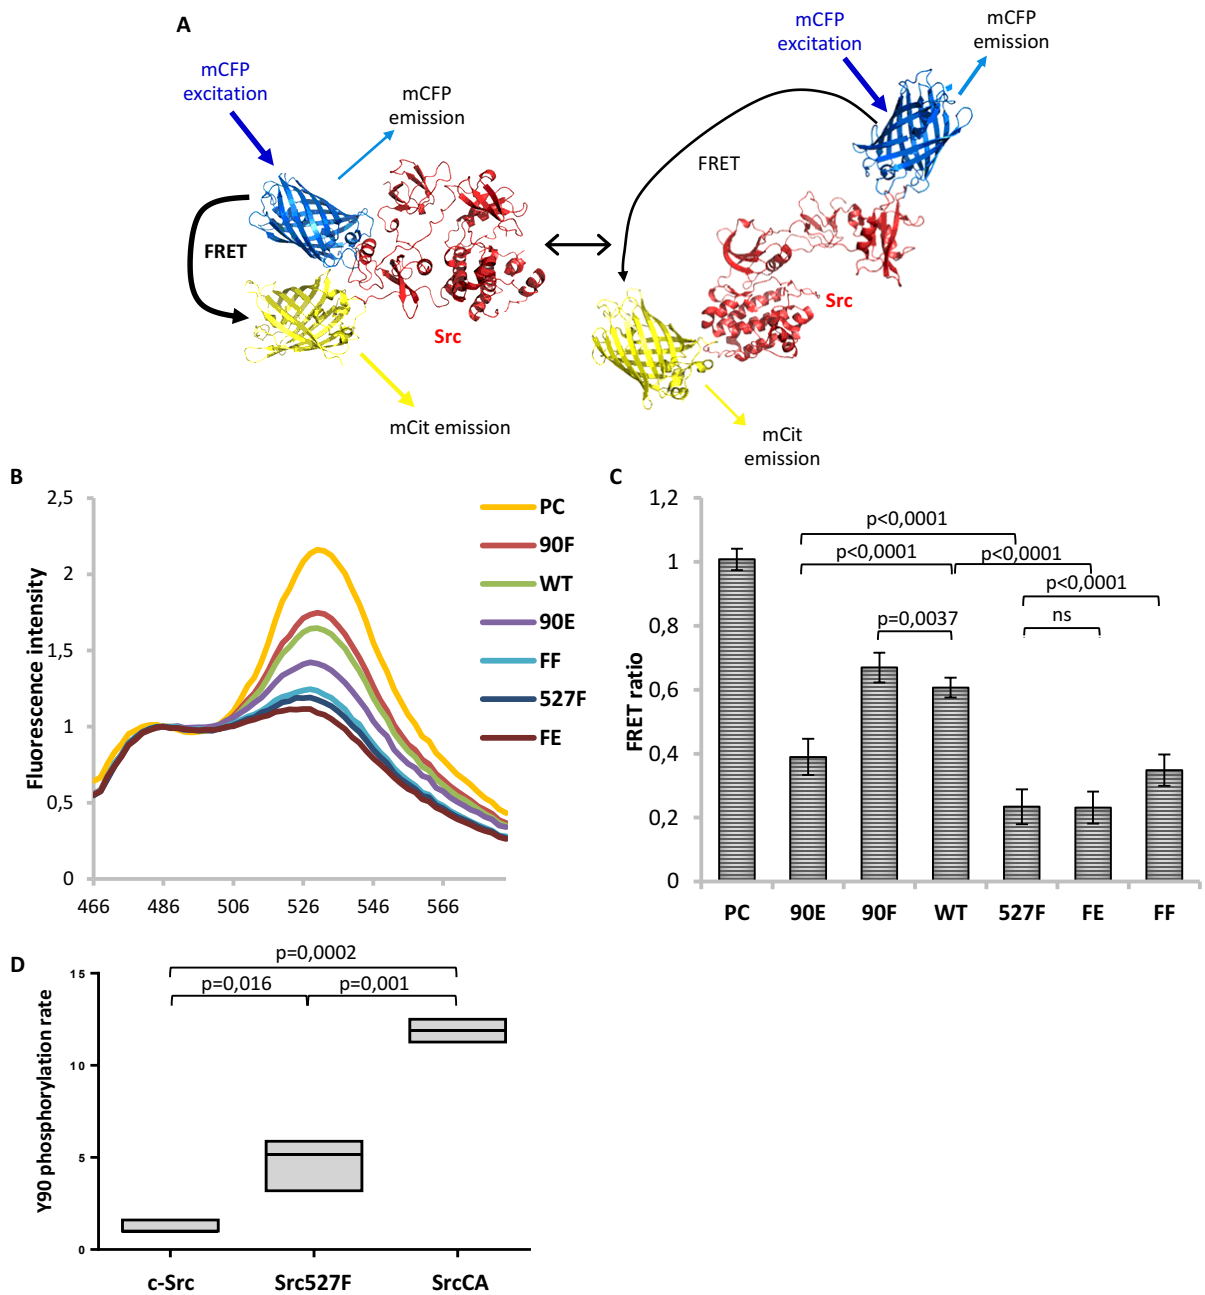 A
mCFP
excitation
mCFP
emission
FRET
Src
mCit emission
mCFP
excitation
mCFP
emission
FRET
Src
mCit
emission
B
Fluorescence intensity
2,5
2
1,5
1
0,5
0
466
486
506
526
546
566
PC
90F
WT
90E
FF
527F
FE
C
FRET ratio
1,2
1
0,8
0,6
0,4
0,2
0
p<0,0001
p<0,0001
p<0,0001
p<0,0001
p=0,0037
ns
PC
90E
90F
WT
527F
FE
FF
D
Y90 phosphorylation rate
15
10
5
0
p=0,0002
p=0,016
p=0,001
c-Src
Src527F
SrcCA